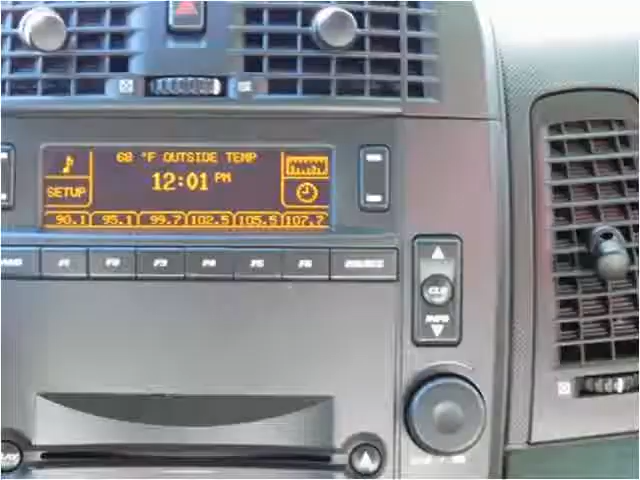 68 °F OUTSIDE TEMP
12:01 PM
SETUP
90.1 95.1 99.7 102.5 105.5 107.7
F1 F2 F3 F4 F5 F6 SOURCE
CLR
INFO